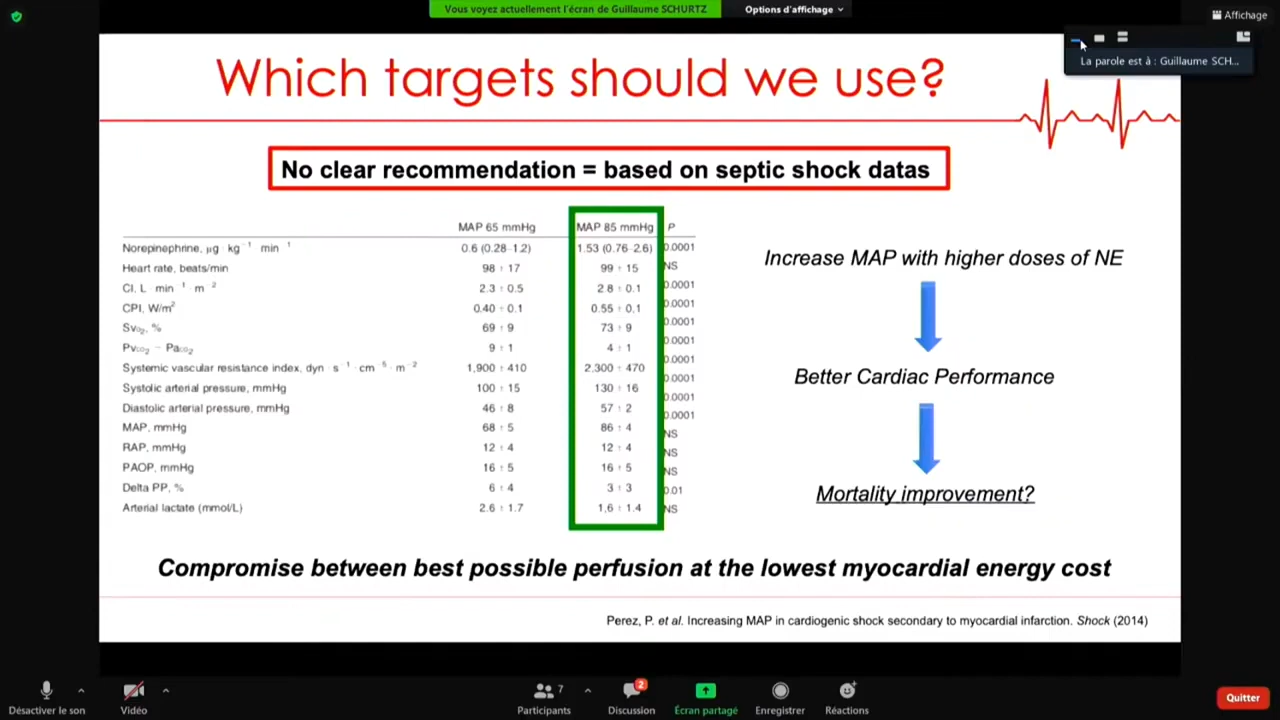 Vous voyez actuellement l'écran de Guillaume SCHURTZ
Options d'affichage
Affichage
La parole est à : Guillaume SCH...
Which targets should we use?
No clear recommendation = based on septic shock datas
MAP 65 mmHg MAP 85 mmHg P
Norepinephrine, µg kg⁻¹ min⁻¹ 0.6 (0.28-1.2) 1.53 (0.76-2.6) 0.0001
Heart rate, beats/min 98 ± 17 99 ± 15 NS
CI, L min⁻¹ m⁻² 2.3 ± 0.5 2.8 ± 0.1 0.0001
CPI, W/m² 0.40 ± 0.1 0.55 ± 0.1 0.0001
Svo₂, % 69 ± 9 73 ± 9 0.0001
Pvco₂ − Paco₂ 9 ± 1 4 ± 1 0.0001
Systemic vascular resistance index, dyn s⁻¹ cm⁻⁵ m⁻² 1,900 ± 410 2,300 ± 470 0.0001
Systolic arterial pressure, mmHg 100 ± 15 130 ± 16 0.0001
Diastolic arterial pressure, mmHg 46 ± 8 57 ± 2 0.0001
MAP, mmHg 68 ± 5 86 ± 4 0.0001
RAP, mmHg 12 ± 4 12 ± 4 NS
PAOP, mmHg 16 ± 5 16 ± 5 NS
Delta PP, % 6 ± 4 3 ± 3 NS
Arterial lactate (mmol/L) 2.6 ± 1.7 1,6 ± 1.4 0.01
NS
Increase MAP with higher doses of NE
Better Cardiac Performance
Mortality improvement?
Compromise between best possible perfusion at the lowest myocardial energy cost
Perez, P. et al. Increasing MAP in cardiogenic shock secondary to myocardial infarction. Shock (2014)
Désactiver le son
Vidéo
Participants 7
Discussion 2
Écran partagé
Enregistrer
Réactions
Quitter